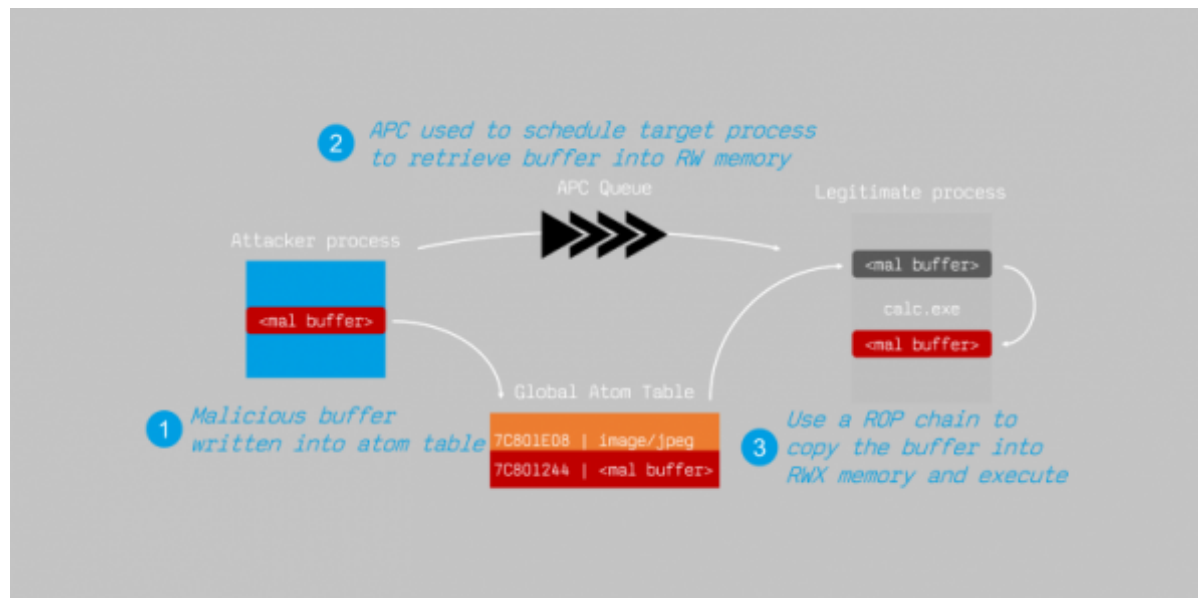 2
APC used to schedule target process
to retrieve buffer into RW memory
APC Queue
Legitimate process
Attacker process
<mal buffer>
<mal buffer>
calc.exe
<mal buffer>
Global Atom Table
1
Malicious buffer
written into atom table
7C801E08 | image/jpeg
7C801244 | <mal buffer>
3
Use a ROP chain to
copy the buffer into
RWX memory and execute